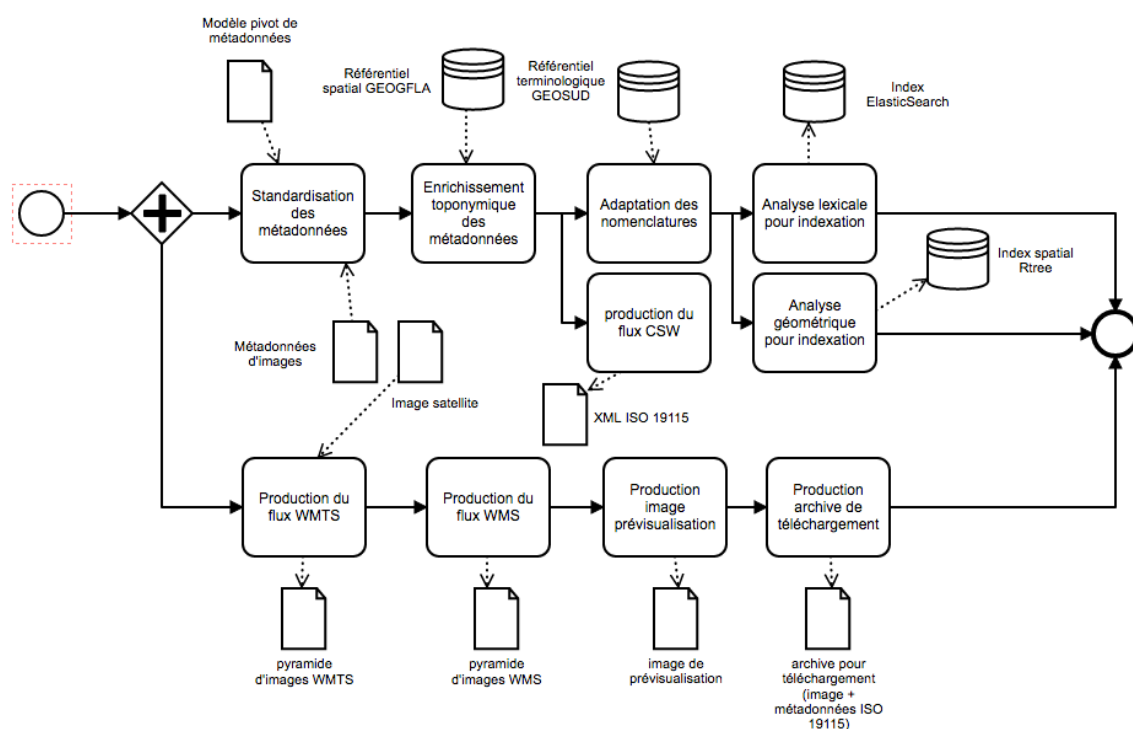 Modèle pivot de
métadonnées
Référentiel
spatial GEOGFLA
Référentiel
terminologique
GEOSUD
Index
ElasticSearch
Standardisation
des
métadonnées
Enrichissement
toponymique
des
métadonnées
Adaptation des
nomenclatures
Analyse lexicale
pour indexation
Index spatial
Rtree
production du
flux CSW
Analyse
géométrique
pour indexation
Métadonnées
d'images
Image satellite
XML ISO 19115
Production du
flux WMTS
Production du
flux WMS
Production
image
prévisualisation
Production
archive de
téléchargement
pyramide
d'images WMTS
pyramide
d'images WMS
image de
prévisualisation
archive pour
téléchargement
(image +
métadonnées ISO
19115)